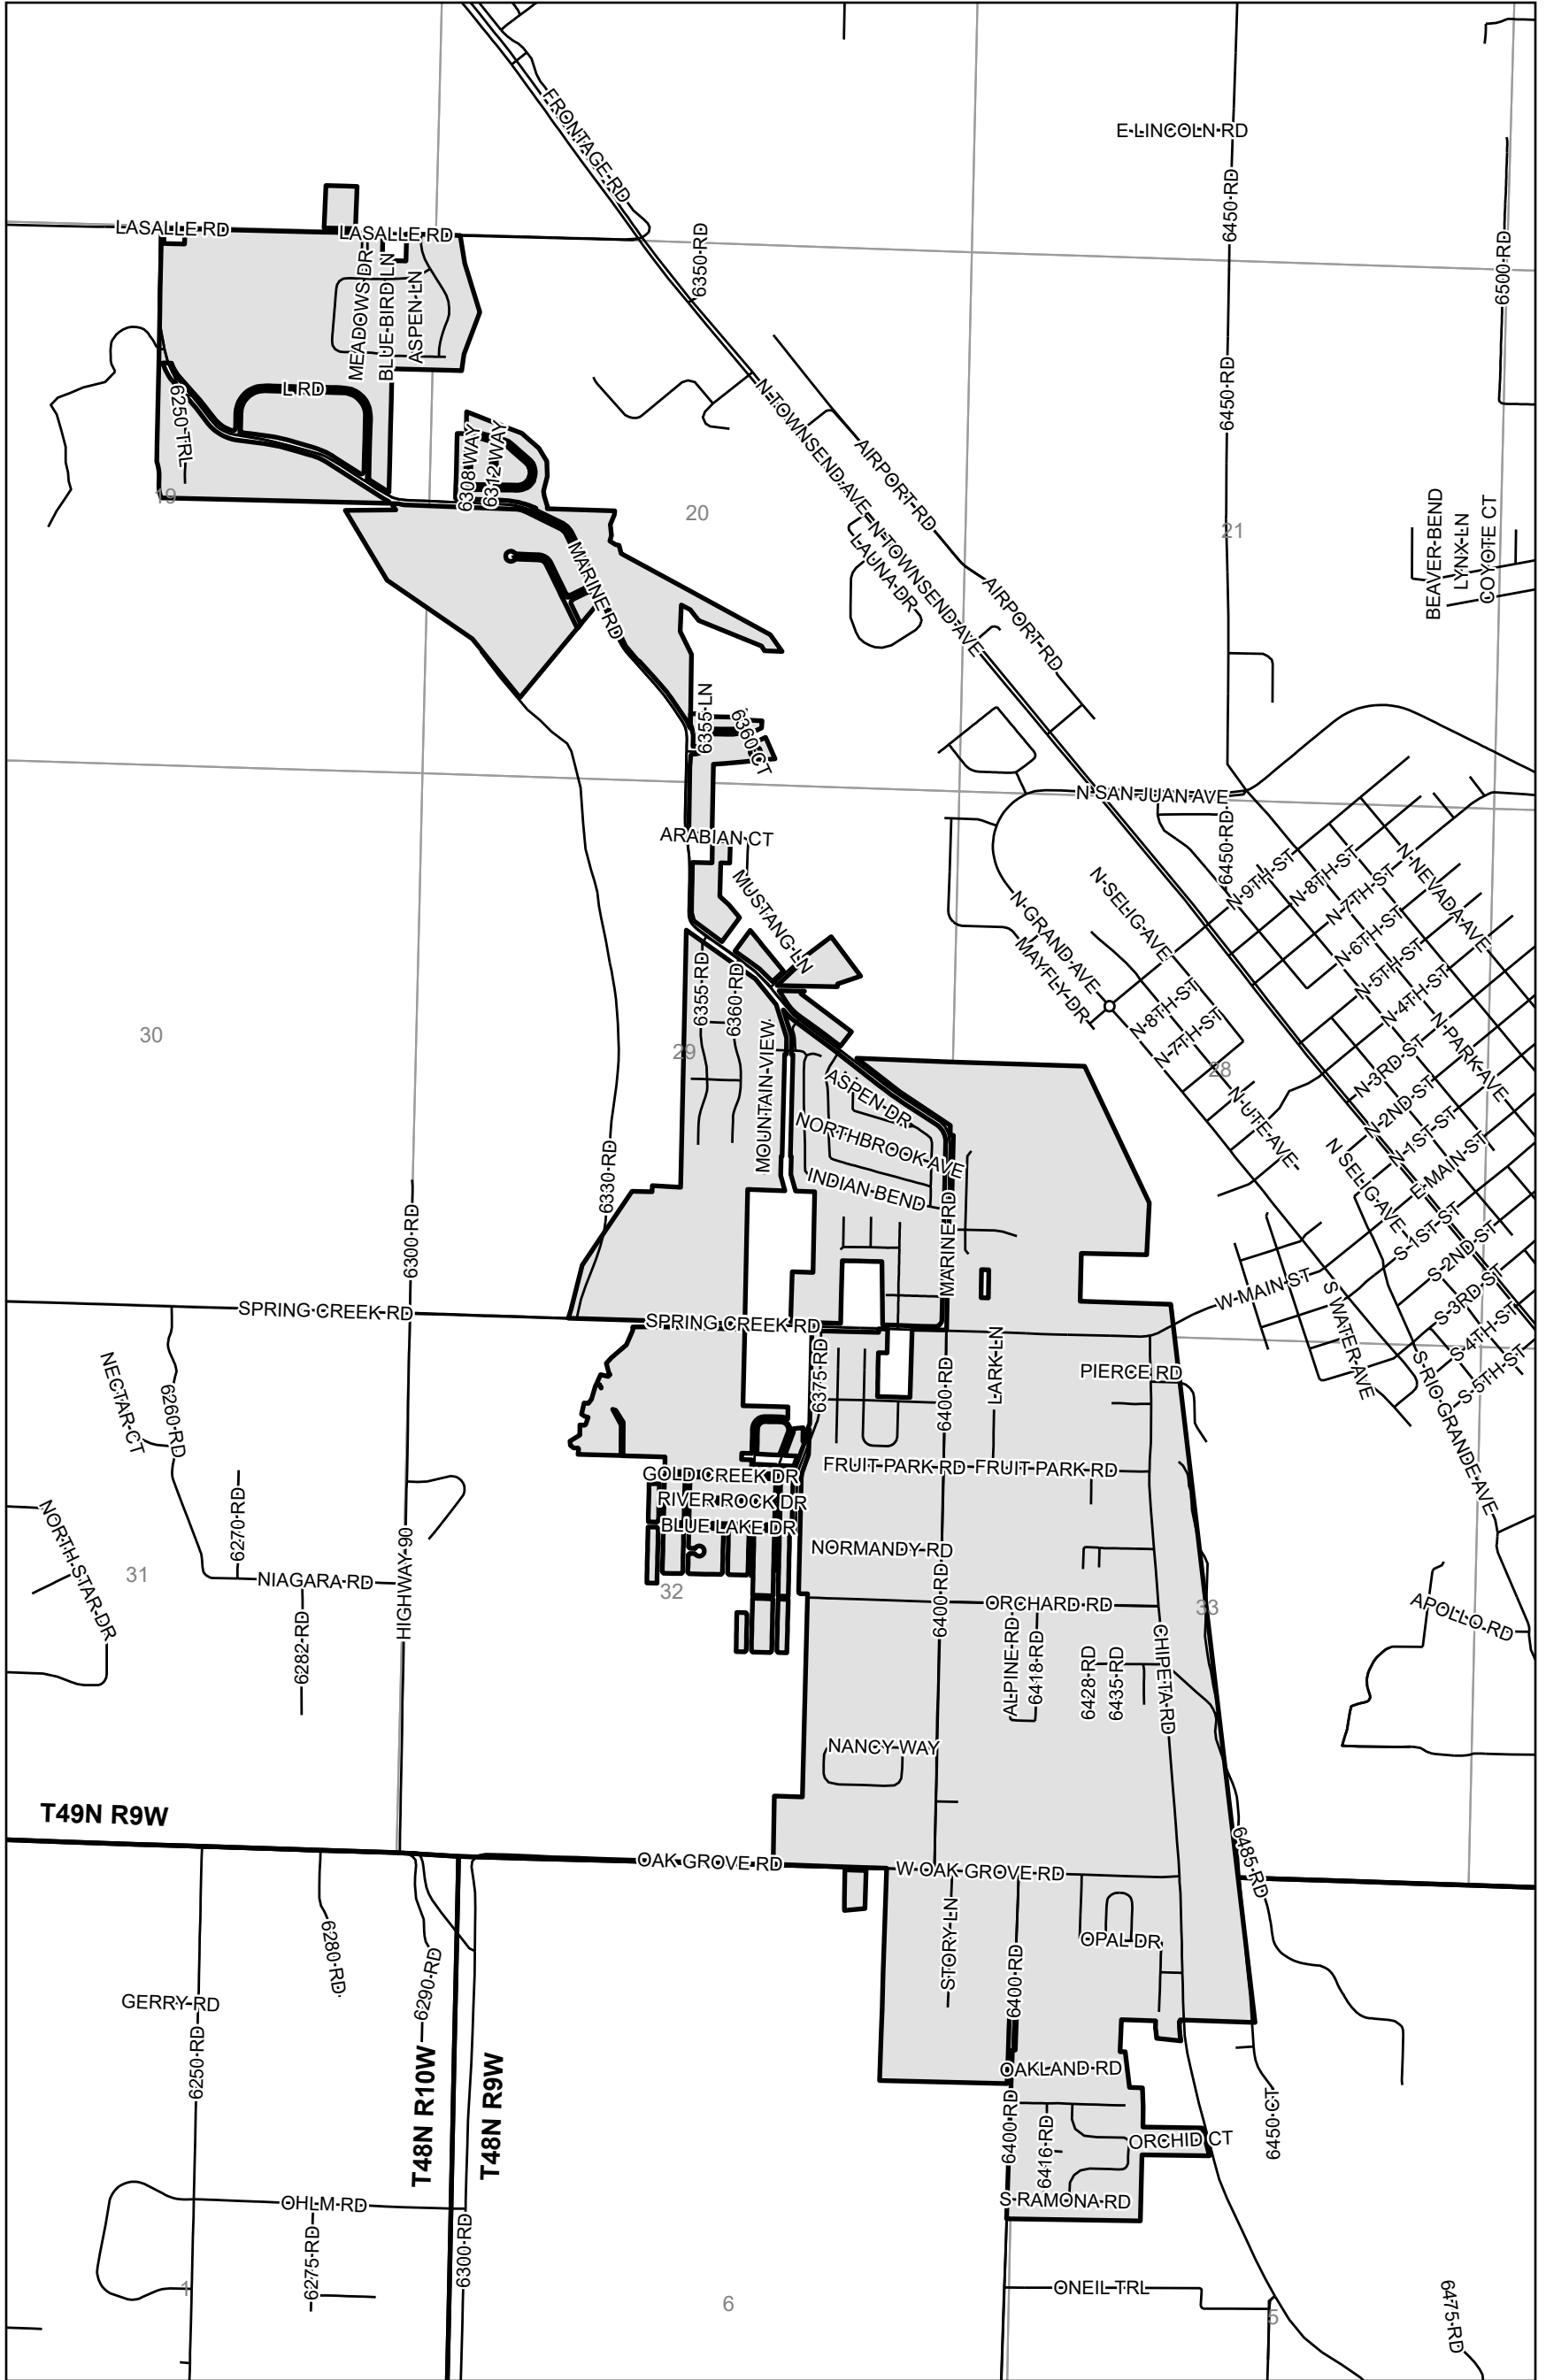 FRONTAGE RD
E LINCOLN RD
6450 RD
LASALLE RD
LASALLE RD
6350 RD
6500 RD
MEADOWS DR
BLUE BIRD LN
ASPEN LN
6450 RD
L RD
6250 TRL
N TOWNSEND AVE
AIRPORT RD
6308 WAY
6312 WAY
19
20
21
N TOWNSEND AVE
LAUNA DR
BEAVER BEND
LYNX LN
COYOTE CT
MARINE RD
AIRPORT RD
6355 LN
6360 CT
N SAN JUAN AVE
ARABIAN CT
6450 RD
MUSTANG LN
N SELIG AVE
N 9TH ST
N 8TH ST
N 7TH ST
N NEVADA AVE
N GRAND AVE
N 6TH ST
MAYFLY DR
N 5TH ST
6355 RD
6360 RD
N 8TH ST
N 4TH ST
30
29
MOUNTAIN VIEW
N 7TH ST
28
N 3RD ST
N PARK AVE
ASPEN DR
N 2ND ST
NORTHBROOK AVE
N UTE AVE
N 1ST ST
INDIAN BEND
N SELIG AVE
E MAIN ST
6330 RD
MARINE RD
6300 RD
S 1ST ST
S 2ND ST
W MAIN ST
S 3RD ST
SPRING CREEK RD
SPRING CREEK RD
S WATER AVE
S 4TH ST
S 5TH ST
NECTAR CT
6260 RD
6375 RD
6400 RD
LARK LN
PIERCE RD
S RIO GRANDE AVE
FRUIT PARK RD
FRUIT PARK RD
GOLD CREEK DR
RIVER ROCK DR
BLUE LAKE DR
6270 RD
NORTH STAR DR
HIGHWAY 90
NORMANDY RD
31
NIAGARA RD
32
6400 RD
ORCHARD RD
33
APOLLO RD
6282 RD
ALPINE RD
6418 RD
6428 RD
6435 RD
CHIPETA RD
NANCY WAY
T49N R9W
OAK GROVE RD
W OAK GROVE RD
6485 RD
6280 RD
6290 RD
STORY LN
6400 RD
OPAL DR
GERRY RD
6250 RD
T48N R10W
T48N R9W
OAKLAND RD
6400 RD
6416 RD
ORCHID CT
6450 CT
S RAMONA RD
OHLM RD
6275 RD
6300 RD
1
6
ONEIL TRL
5
6475 RD